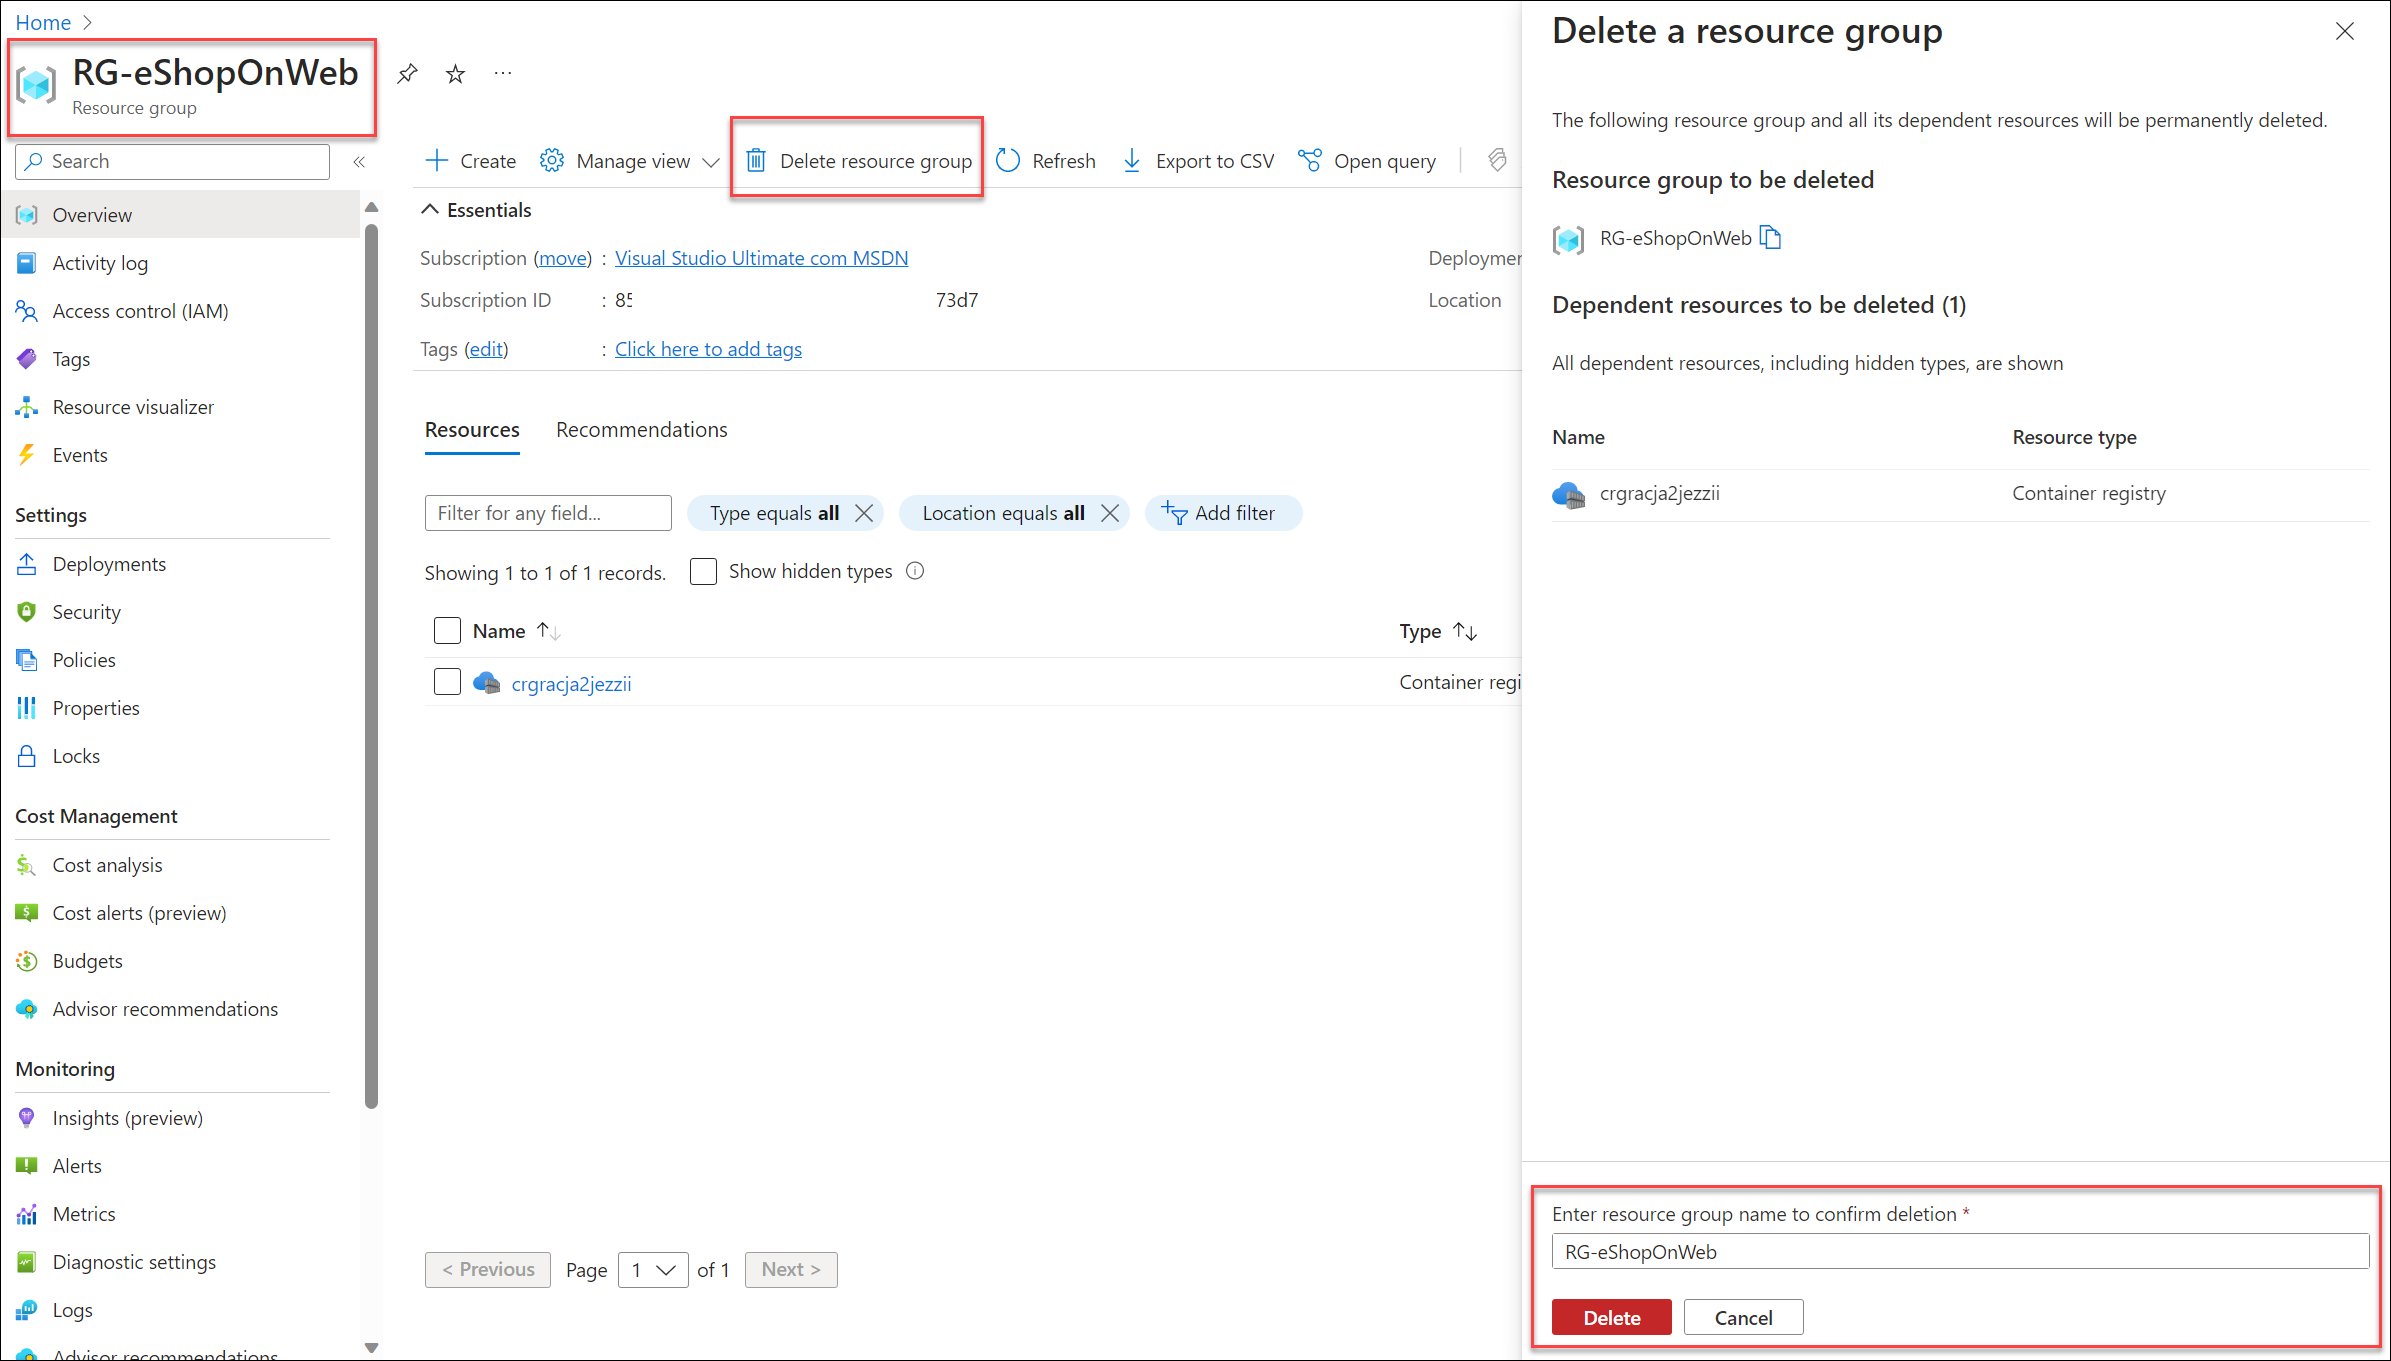 Home
RG-eShopOnWeb
Resource group
Search
Overview
Activity log
Access control (IAM)
Tags
Resource visualizer
Events
Settings
Deployments
Security
Policies
Properties
Locks
Cost Management
Cost analysis
Cost alerts (preview)
Budgets
Advisor recommendations
Monitoring
Insights (preview)
Alerts
Metrics
Diagnostic settings
Logs
Advisor recommendations
Create Manage view Delete resource group Refresh Export to CSV Open query
Essentials
Subscription (move) : Visual Studio Ultimate com MSDN Deploymen
Subscription ID : 85 73d7 Location
Tags (edit) : Click here to add tags
Resources Recommendations
Filter for any field... Type equals all Location equals all Add filter
Showing 1 to 1 of 1 records. Show hidden types
Name Type
crgracja2jezzii Container regi
< Previous Page 1 of 1 Next >
Delete a resource group
The following resource group and all its dependent resources will be permanently deleted.
Resource group to be deleted
RG-eShopOnWeb
Dependent resources to be deleted (1)
All dependent resources, including hidden types, are shown
Name Resource type
crgracja2jezzii Container registry
Enter resource group name to confirm deletion *
RG-eShopOnWeb
Delete Cancel